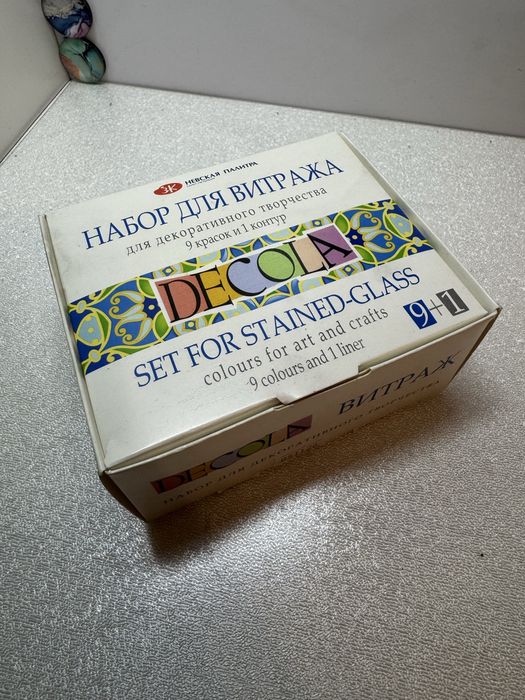 НЕВСКАЯ ПАЛИТРА
НАБОР ДЛЯ ВИТРАЖА
для декоративного творчества
9 красок и 1 контур
DECOLA
SET FOR STAINED-GLASS
colours for art and crafts
9 colours and 1 liner
9+1
DECOLA ВИТРАЖ
НАБОР ДЛЯ ДЕКОРАТИВНОГО ТВОРЧЕСТВА